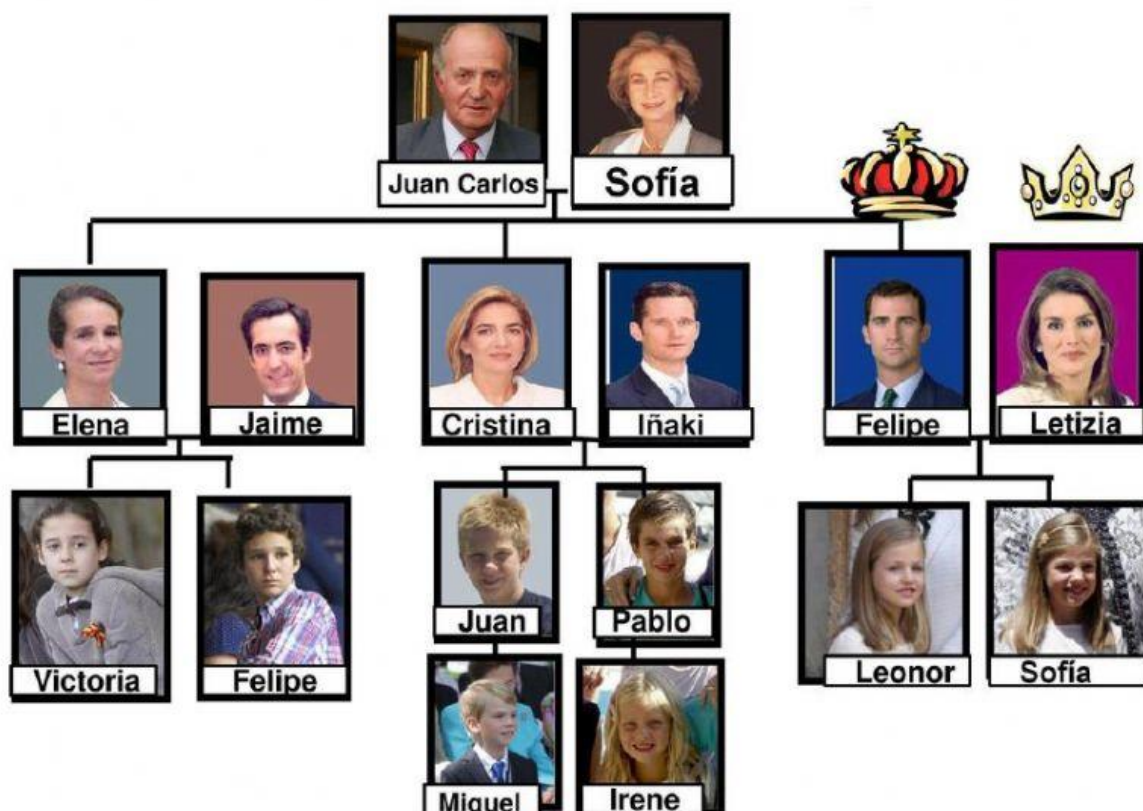 Juan Carlos
Sofía
Elena
Jaime
Cristina
Iñaki
Felipe
Letizia
Victoria
Felipe
Juan
Pablo
Leonor
Sofía
Miguel
Irene